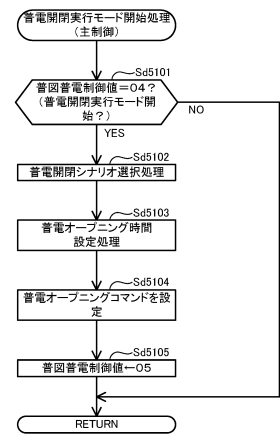 普電開閉実行モード開始処理
(主制御)
Sd5101
普図普電制御値=04?
(普電開閉実行モード開
始?)
NO
YES
Sd5102
普電開閉シナリオ選択処理
Sd5103
普電オープニング時間
設定処理
Sd5104
普電オープニングコマンドを設
定
Sd5105
普図普電制御値←05
RETURN